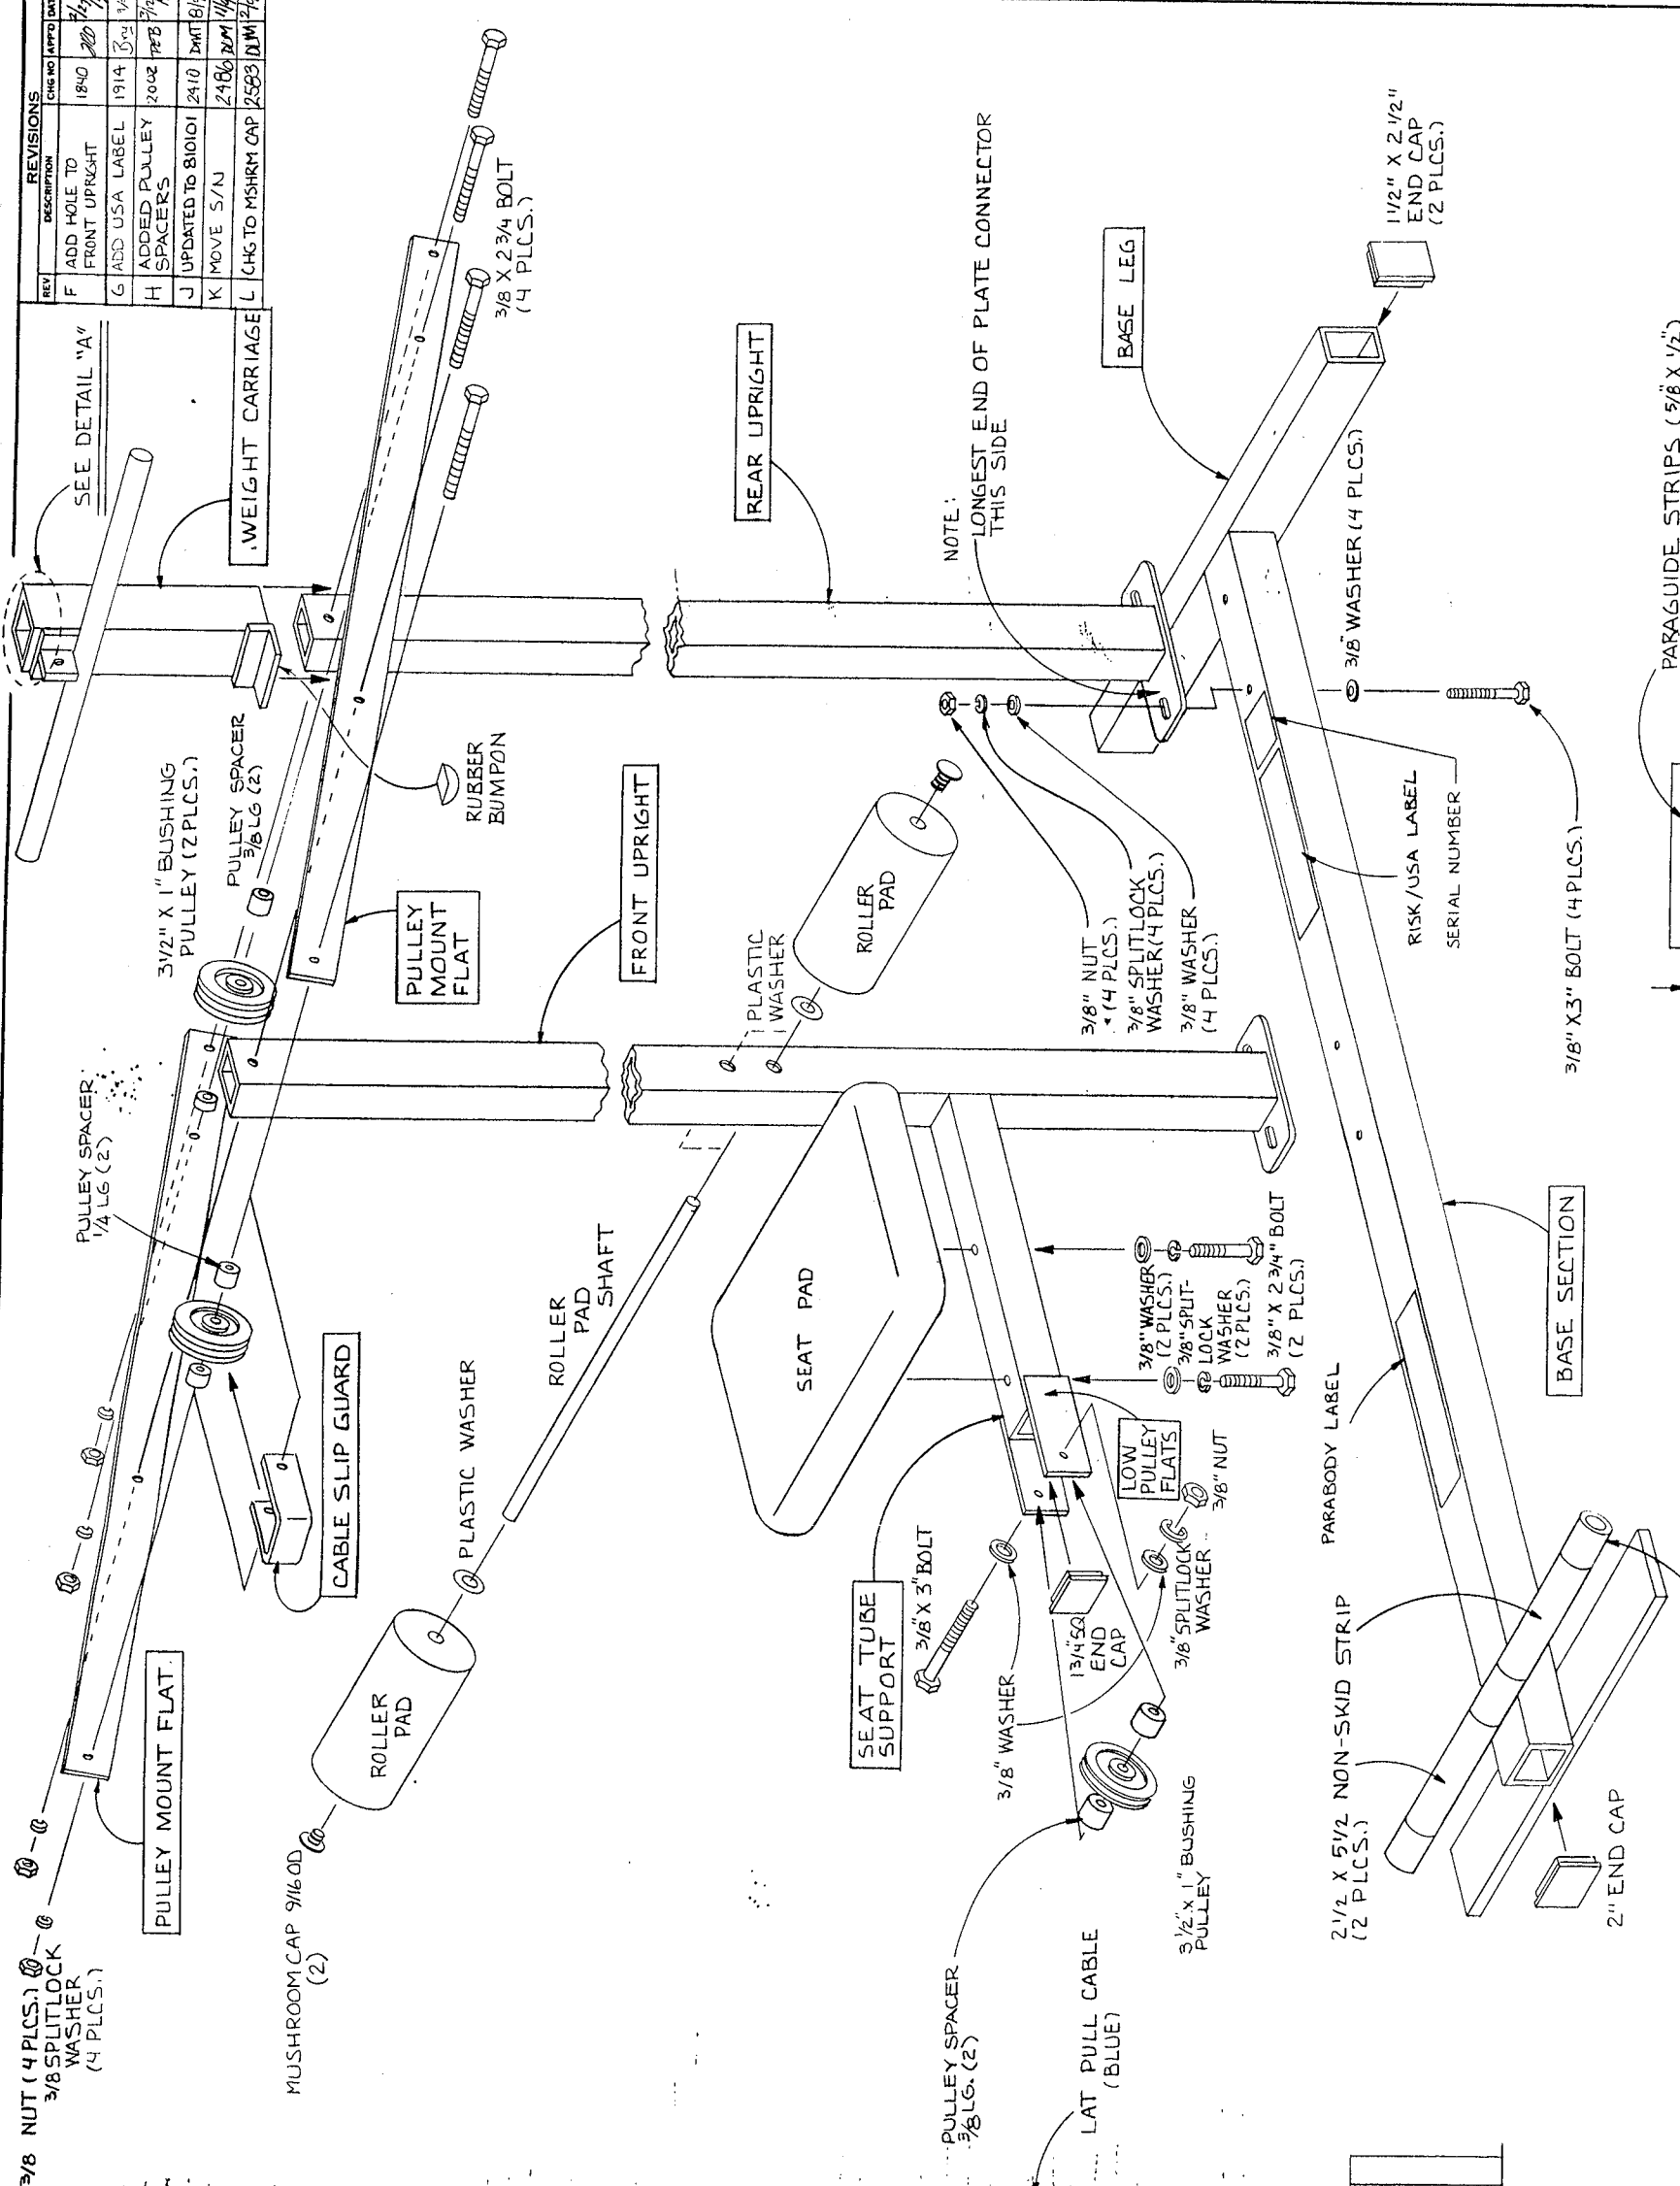 REVISIONS
REV DESCRIPTION CHG NO APP'D DATE
F ADD HOLE TO FRONT UPRIGHT 1840
G ADD USA LABEL 1914
H ADDED PULLEY SPACERS 2002
J UPDATED TO 810101 2410
K MOVE S/N 2486 DLM
L CHG TO MSHRM CAP 2583 DLM
SEE DETAIL "A"
WEIGHT CARRIAGE
3/8 X 2 3/4 BOLT
(4 PLCS.)
3 1/2" X 1" BUSHING
PULLEY (2 PLCS.)
PULLEY SPACER
3/8 LG (2)
RUBBER
BUMPON
PULLEY
MOUNT
FLAT
PULLEY SPACER
1/4 LG (2)
CABLE SLIP GUARD
3/8 NUT (4 PLCS.)
3/8 SPLITLOCK
WASHER
(4 PLCS.)
PULLEY MOUNT FLAT
REAR UPRIGHT
FRONT UPRIGHT
PLASTIC
WASHER
ROLLER
PAD
ROLLER
PAD
SHAFT
PLASTIC WASHER
ROLLER
PAD
MUSHROOM CAP 9/16 OD
(2)
NOTE:
LONGEST END OF PLATE CONNECTOR
THIS SIDE
BASE LEG
1 1/2" X 2 1/2"
END CAP
(2 PLCS.)
3/8" NUT
(4 PLCS.)
3/8" SPLITLOCK
WASHER (4 PLCS.)
3/8" WASHER
(4 PLCS.)
3/8" WASHER (4 PLCS.)
3/8" X 3" BOLT (4 PLCS.)
RISK/USA LABEL
SERIAL NUMBER
SEAT PAD
3/8" WASHER
(2 PLCS.)
3/8" SPLIT-
LOCK
WASHER
(2 PLCS.)
3/8" X 2 3/4" BOLT
(2 PLCS.)
LOW
PULLEY
FLATS
3/8" NUT
3/8" SPLITLOCK
WASHER
SEAT TUBE
SUPPORT
3/8" X 3" BOLT
1 3/4 SQ
END
CAP
3/8" WASHER
3 1/2" X 1" BUSHING
PULLEY
PULLEY SPACER
3/8 LG. (2)
LAT PULL CABLE
(BLUE)
BASE SECTION
PARABODY LABEL
2 1/2 X 5 1/2 NON-SKID STRIP
(2 PLCS.)
2" END CAP
PARAGUIDE STRIPS (5/8 X 1/2)